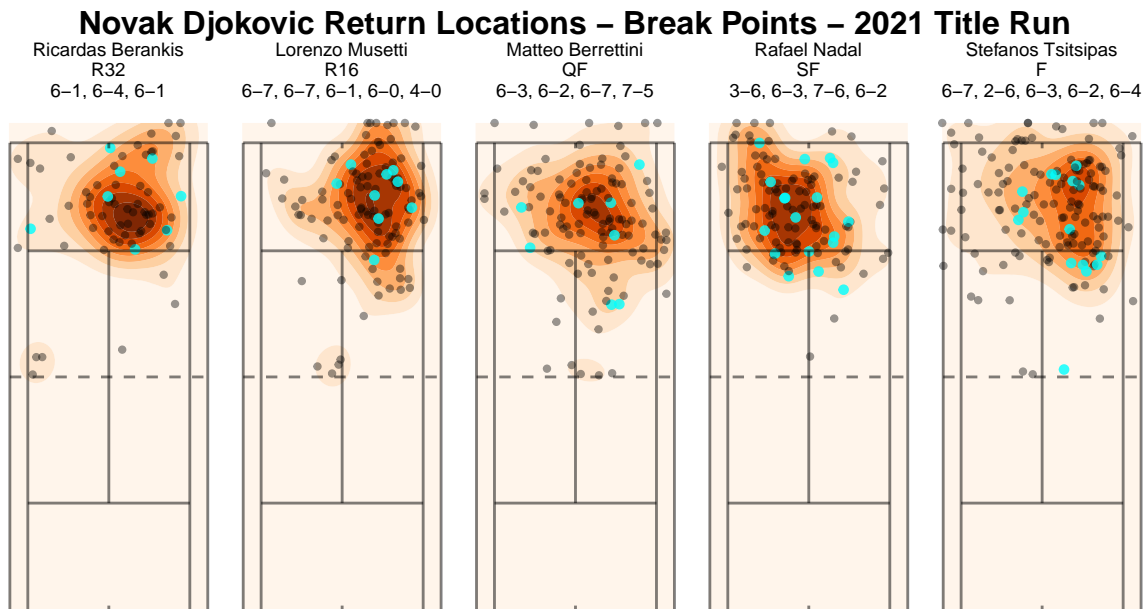 Novak Djokovic Return Locations – Break Points – 2021 Title Run
Ricardas Berankis
R32
6–1, 6–4, 6–1
Lorenzo Musetti
R16
6–7, 6–7, 6–1, 6–0, 4–0
Matteo Berrettini
QF
6–3, 6–2, 6–7, 7–5
Rafael Nadal
SF
3–6, 6–3, 7–6, 6–2
Stefanos Tsitsipas
F
6–7, 2–6, 6–3, 6–2, 6–4